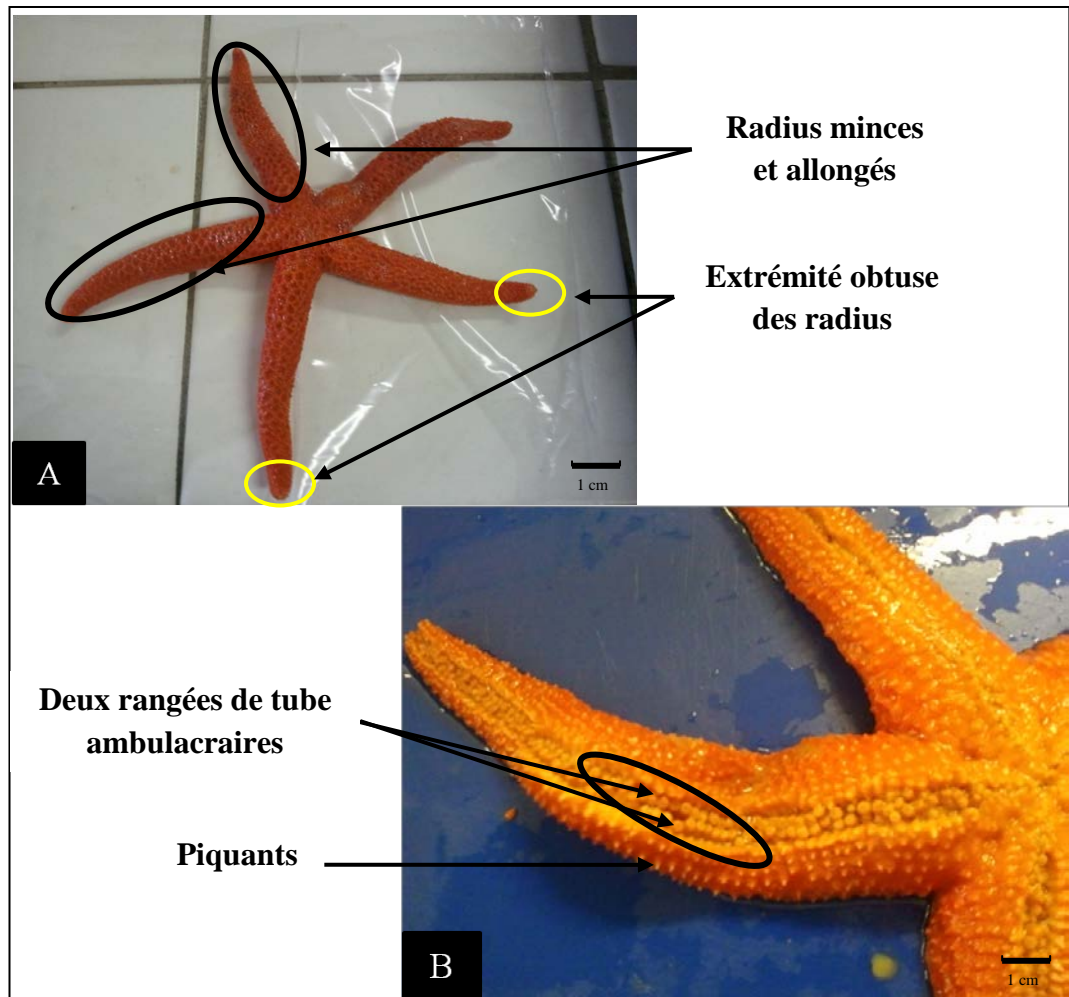 Radius minces
et allongés
Extrémité obtuse
des radius
A
1 cm
Deux rangées de tube
ambulacraires
Piquants
B
1 cm